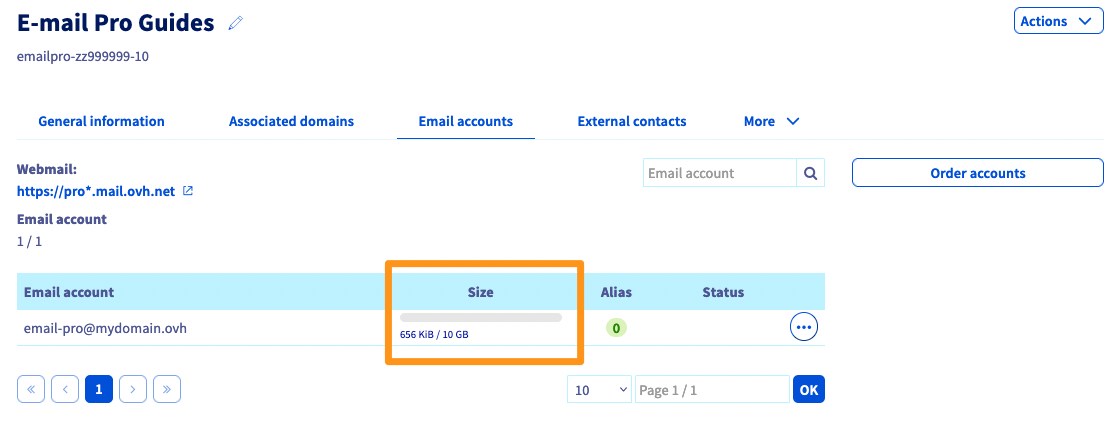 E-mail Pro Guides
Actions
emailpro-zz999999-10
General information Associated domains Email accounts External contacts More
Webmail:
https://pro*.mail.ovh.net
Email account
Order accounts
Email account
1 / 1
Email account Size Alias Status
email-pro@mydomain.ovh 0
656 KiB / 10 GB
« ‹ 1 › » 10 Page 1 / 1 OK